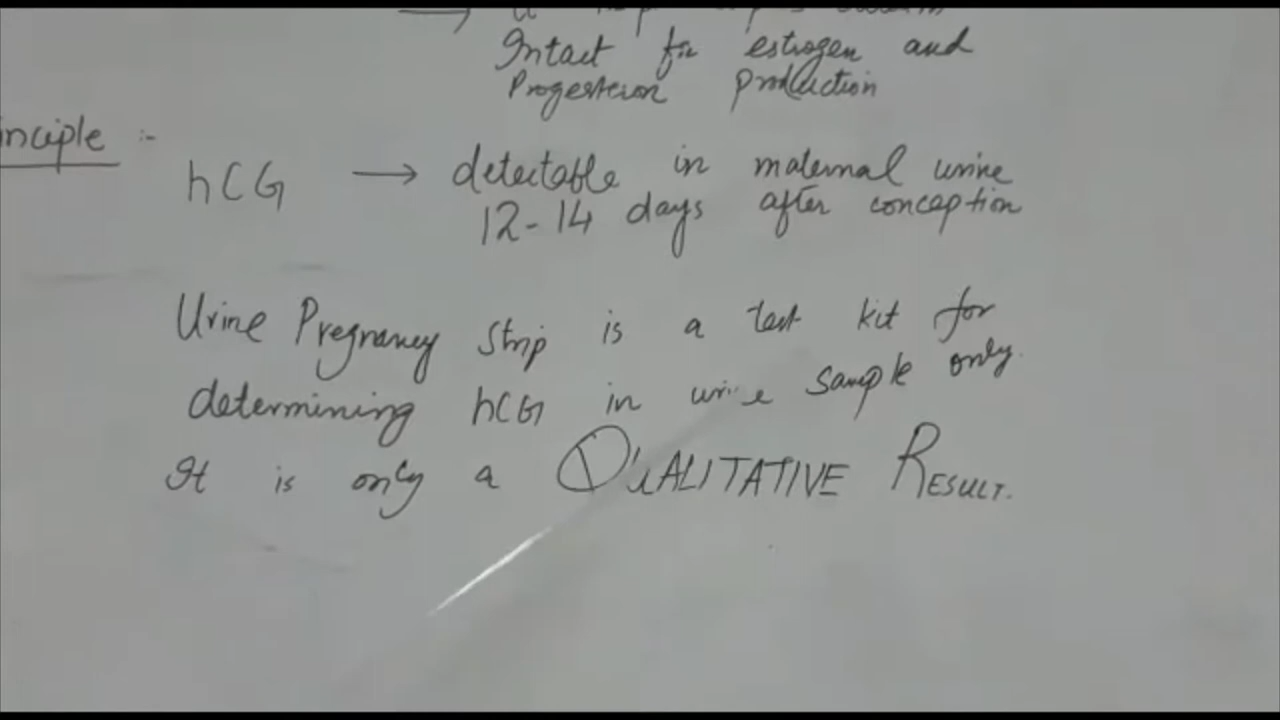 Intact for estrogen and
Progesteron production
inciple :-
hCG → detectable in maternal urine
12-14 days after conception
Urine Pregnancy Strip is a test kit for
determining hCG in urine sample only.
It is only a QUALITATIVE RESULT.